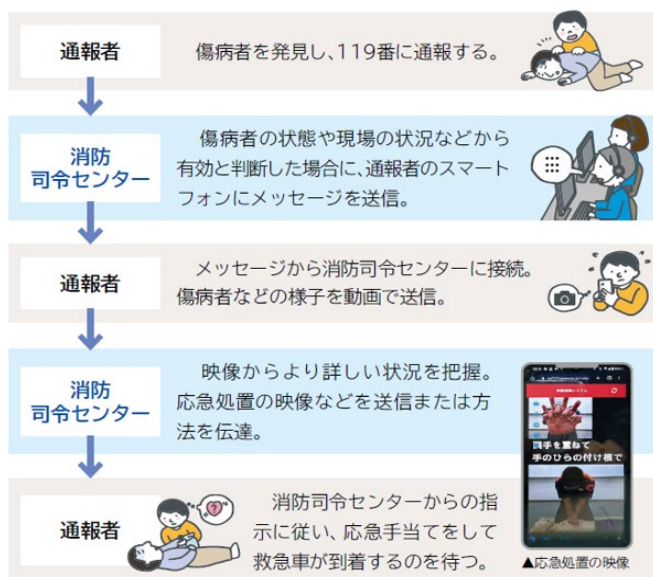 通報者
傷病者を発見し、119番に通報する。
消防
司令センター
傷病者の状態や現場の状況などから
有効と判断した場合に、通報者のスマート
フォンにメッセージを送信。
通報者
メッセージから消防司令センターに接続。
傷病者などの様子を動画で送信。
消防
司令センター
映像からより詳しい状況を把握。
応急処置の映像などを送信または方
法を伝達。
両手を重ねて
手のひらの付け根で
通報者
消防司令センターからの指
示に従い、応急手当てをして
救急車が到着するのを待つ。
▲応急処置の映像